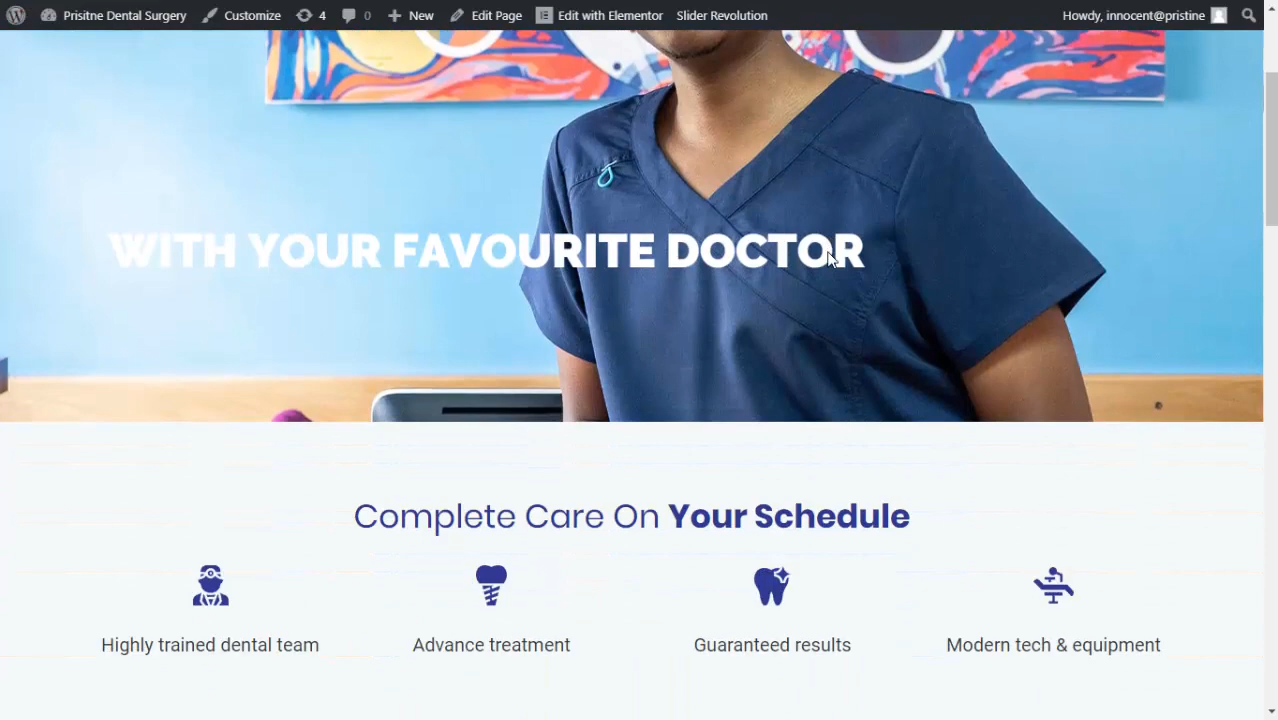 Prisitne Dental Surgery Customize 4 0 New Edit Page Edit with Elementor Slider Revolution Howdy, innocent@pristine
WITH YOUR FAVOURITE DOCTOR
Complete Care On Your Schedule
Highly trained dental team Advance treatment Guaranteed results Modern tech & equipment